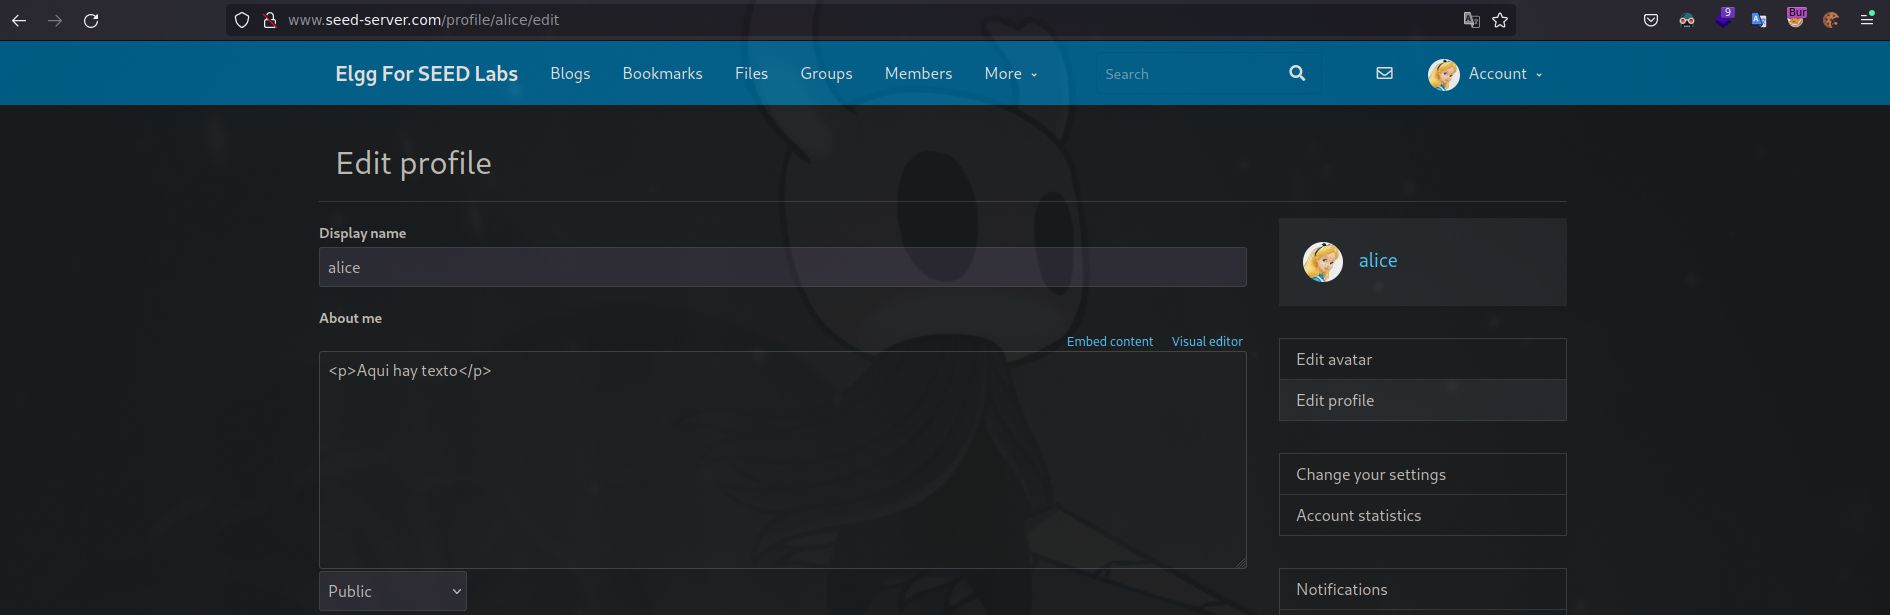 www.seed-server.com/profile/alice/edit
9
Bur
Elgg For SEED Labs Blogs Bookmarks Files Groups Members More Search Account
Edit profile
Display name
alice
alice
About me
Embed content Visual editor
<p>Aqui hay texto</p>
Edit avatar
Edit profile
Change your settings
Account statistics
Public
Notifications